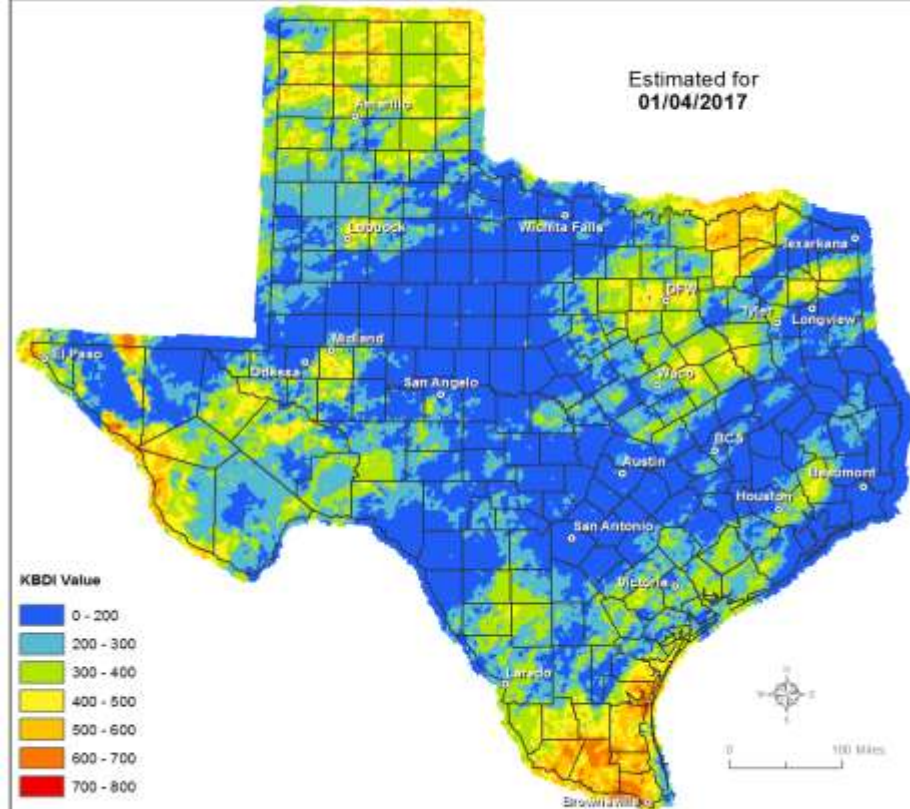 Estimated for
01/04/2017
Amarillo
Lubbock
Wichita Falls
Texarkana
DFW
Tyler
Longview
El Paso
Midland
Odessa
San Angelo
Waco
BCS
Austin
Beaumont
Houston
San Antonio
Victoria
Laredo
Brownsville
KBDI Value
0 - 200
200 - 300
300 - 400
400 - 500
500 - 600
600 - 700
700 - 800
0 100 Miles